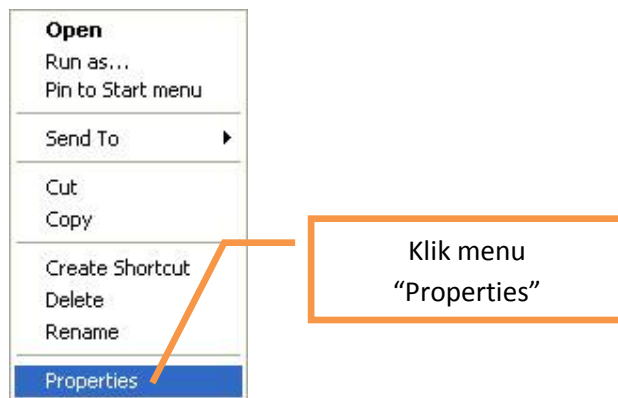 Open
Run as...
Pin to Start menu
Send To
Cut
Copy
Create Shortcut
Delete
Rename
Properties
Klik menu
“Properties”